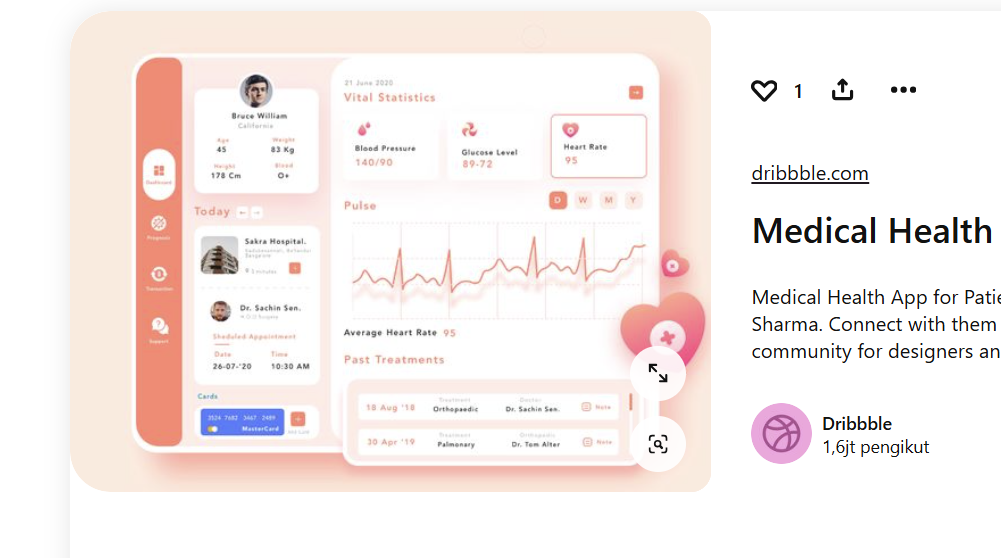 21 June 2020
Vital Statistics
Bruce William
California
Age
Weight
45
83 Kg
Height
Blood
178 Cm
O+
Blood Pressure
140/90
Glucose Level
89-72
Heart Rate
95
Dashboard
Prognosis
Transaction
Support
Today
Sakra Hospital.
Bangalore
5 minutes
Dr. Sachin Sen.
Sheduled Appointment
Date
Time
26-07-'20
10:30 AM
Cards
3524 7682 3467 2489
MasterCard
Pulse
D W M Y
Average Heart Rate 95
Past Treatments
18 Aug '18
Treatment
Orthopaedic
Doctor
Dr. Sachin Sen.
Note
30 Apr '19
Treatment
Pulmonary
Orthopedic
Dr. Tom Alter
Note
1
dribbble.com
Medical Health
Medical Health App for Patie
Sharma. Connect with them
community for designers an
Dribbble
1,6jt pengikut